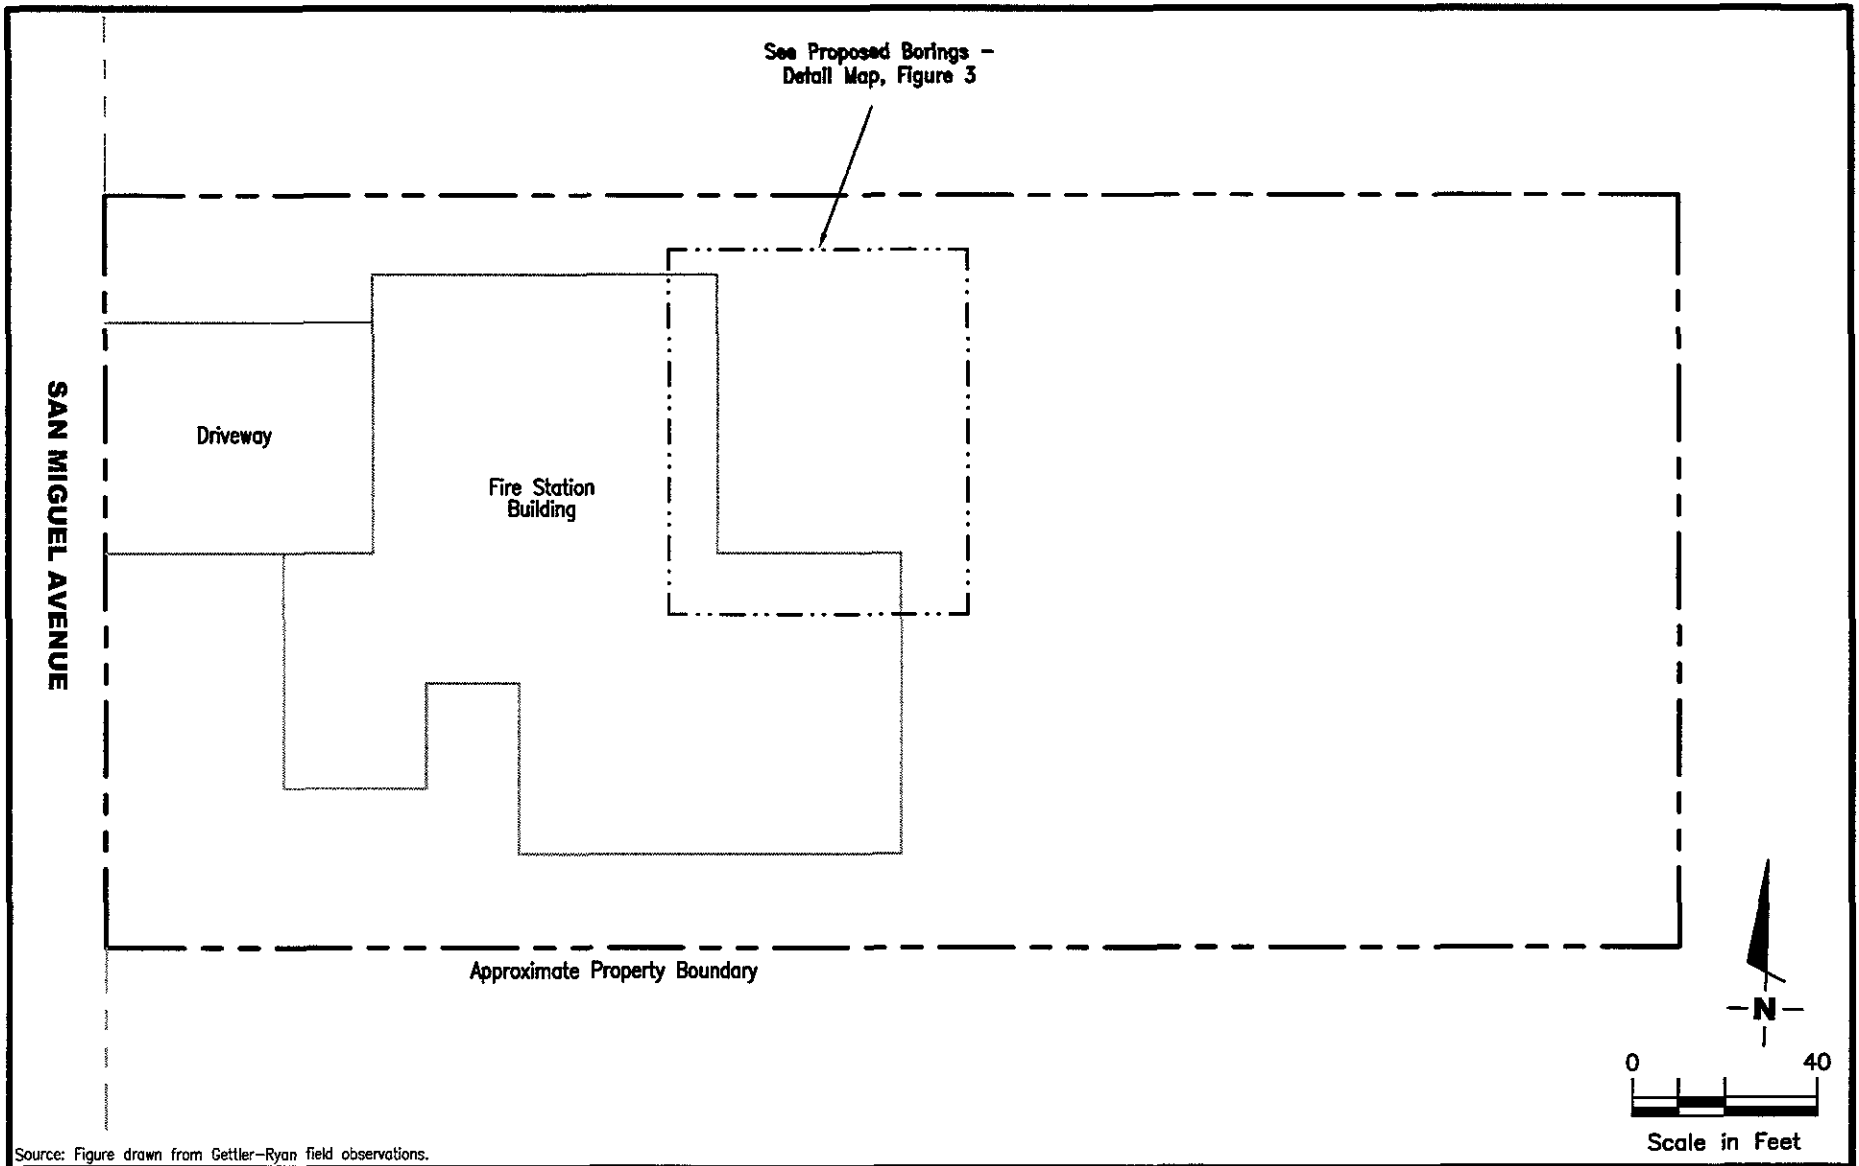 See Proposed Borings -
Detail Map, Figure 3
SAN MIGUEL AVENUE
Driveway
Fire Station
Building
Approximate Property Boundary
N
0 40
Scale in Feet
Source: Figure drawn from Gettler-Ryan field observations.